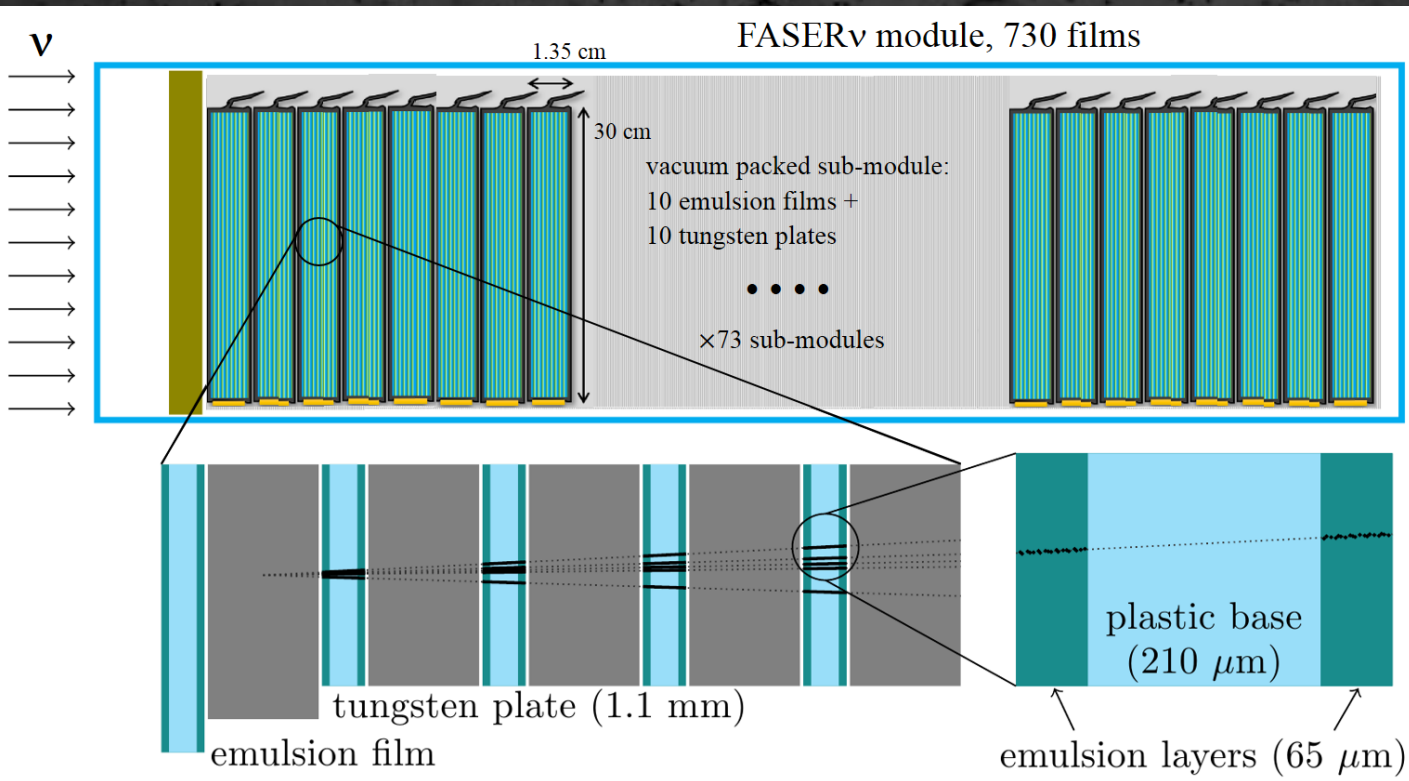 ν
FASERν module, 730 films
1.35 cm
30 cm
vacuum packed sub-module:
10 emulsion films +
10 tungsten plates
• • • •
×73 sub-modules
plastic base
(210 μm)
tungsten plate (1.1 mm)
emulsion film
emulsion layers (65 μm)